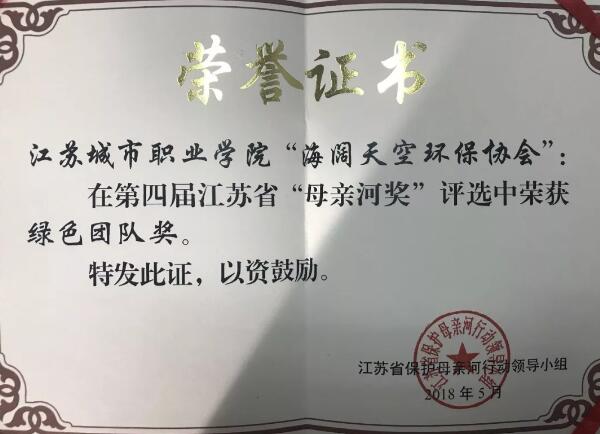 荣誉证书
江苏城市职业学院“海阔天空环保协会”：
在第四届江苏省“母亲河奖”评选中荣获
绿色团队奖。
特发此证，以资鼓励。
江苏省保护母亲河行动领导小组
2018年5月